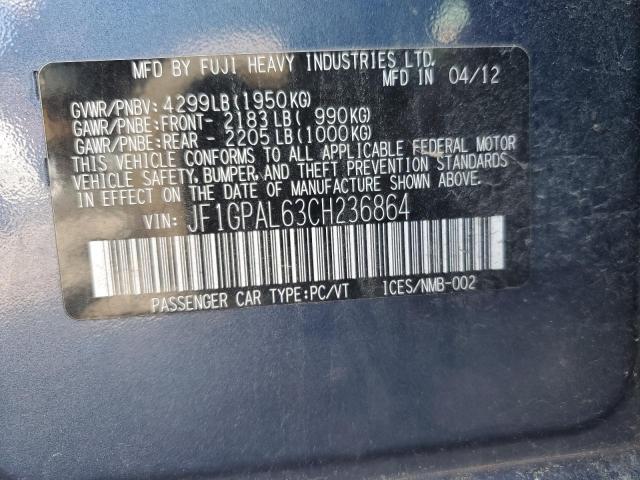 MFD BY FUJI HEAVY INDUSTRIES LTD.
MFD IN 04/12
GVWR/PNBV: 4299LB(1950KG)
GAWR/PNBE:FRONT- 2183LB( 990KG)
GAWR/PNBE:REAR - 2205LB(1000KG)
THIS VEHICLE CONFORMS TO ALL APPLICABLE FEDERAL MOTOR
VEHICLE SAFETY, BUMPER, AND THEFT PREVENTION STANDARDS
IN EFFECT ON THE DATE OF MANUFACTURE SHOWN ABOVE.
VIN: JF1GPAL63CH236864
PASSENGER CAR TYPE:PC/VT ICES/NMB-002